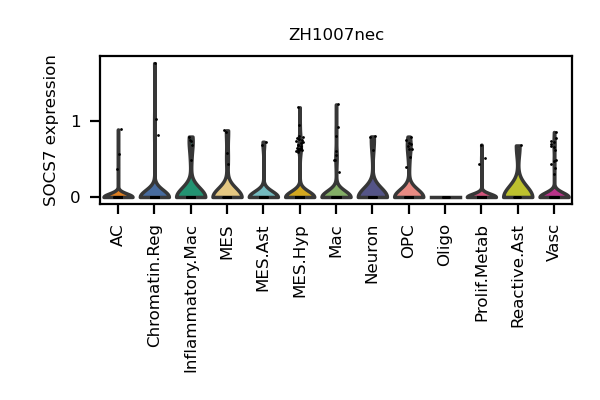 ZH1007nec
SOCS7 expression
1
0
AC
Chromatin.Reg
Inflammatory.Mac
MES
MES.Ast
MES.Hyp
Mac
Neuron
OPC
Oligo
Prolif.Metab
Reactive.Ast
Vasc